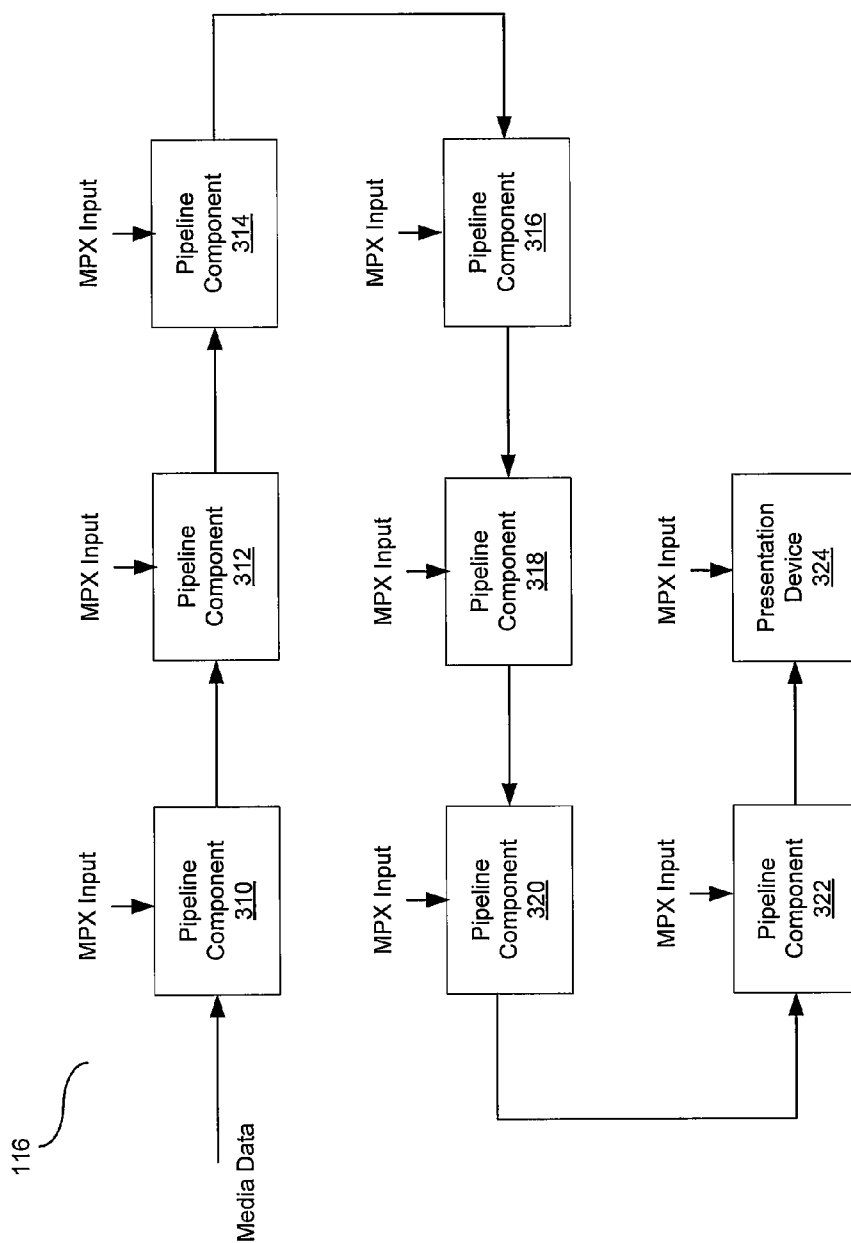 116
Media Data
MPX Input
Pipeline
Component
310
MPX Input
Pipeline
Component
312
MPX Input
Pipeline
Component
314
MPX Input
Pipeline
Component
316
MPX Input
Pipeline
Component
318
MPX Input
Pipeline
Component
320
MPX Input
Pipeline
Component
322
MPX Input
Presentation
Device
324